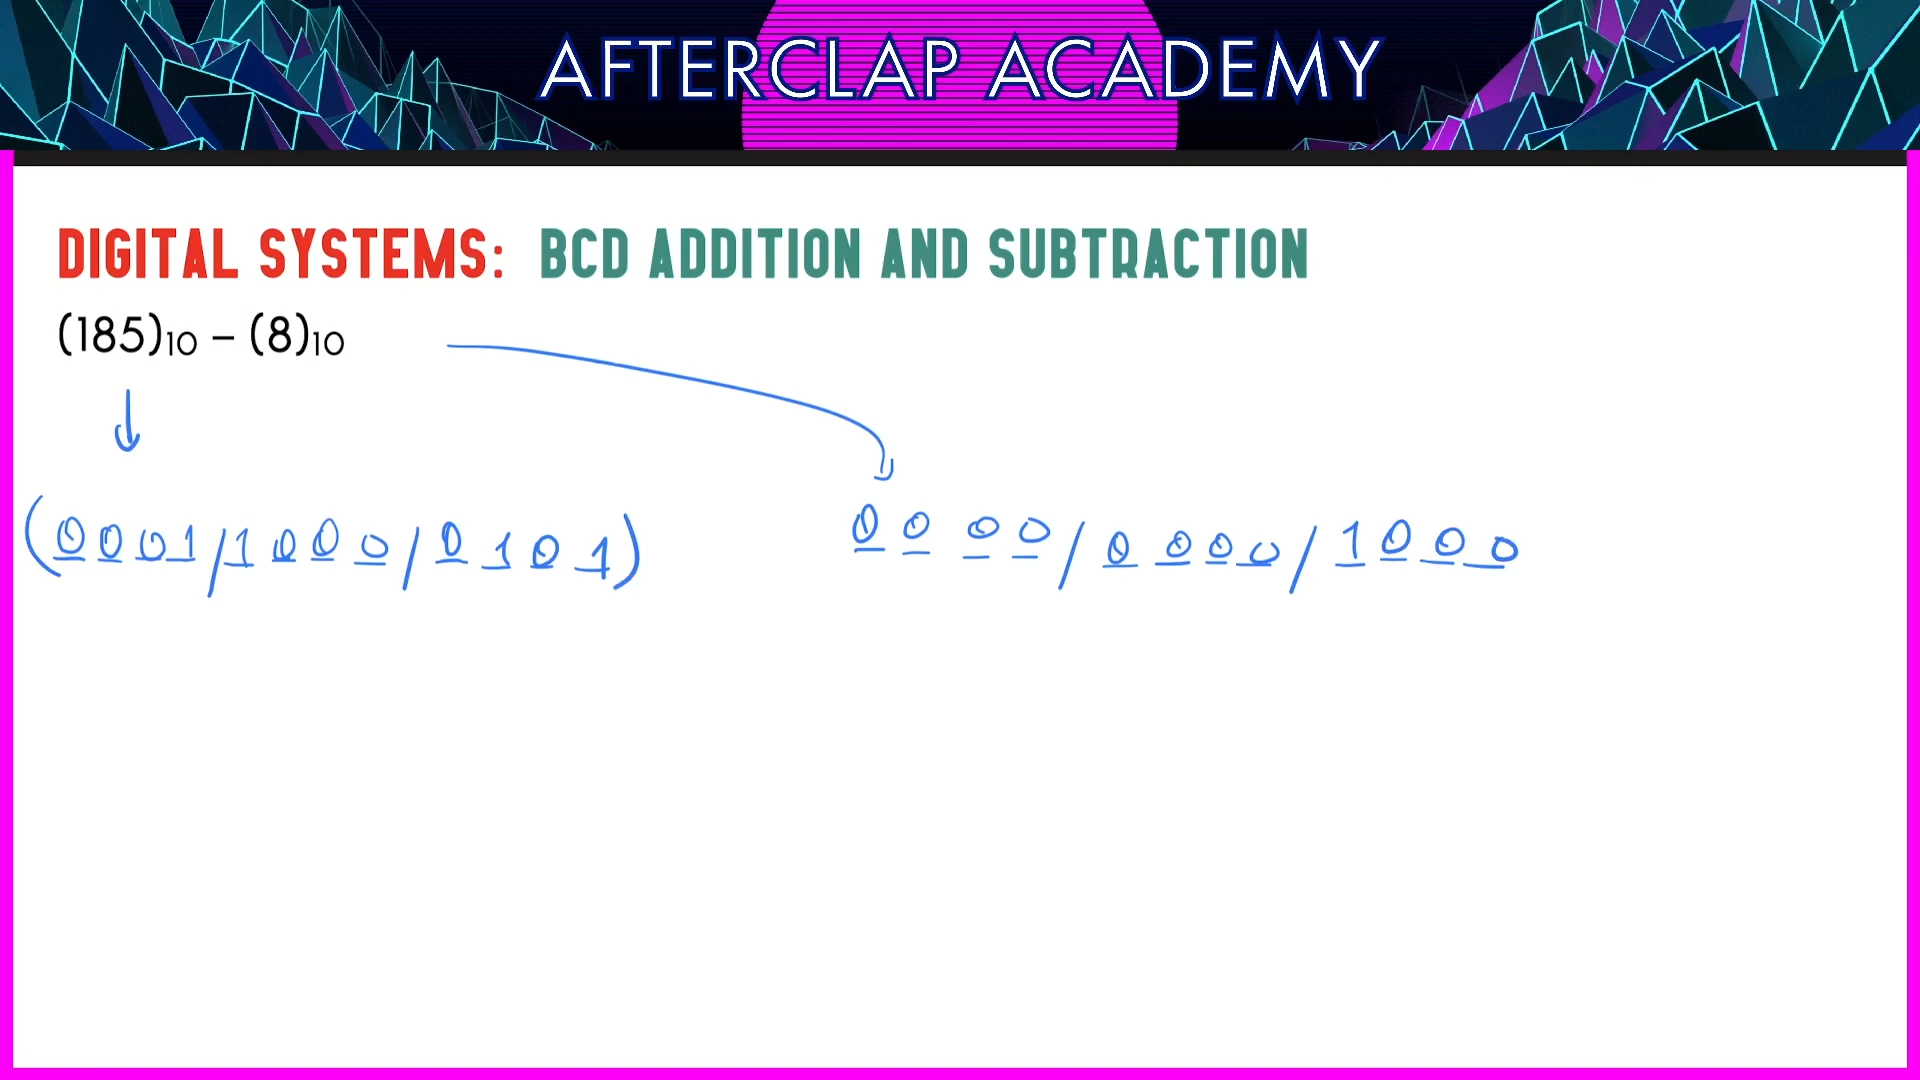 AFTERCLAP ACADEMY
DIGITAL SYSTEMS: BCD ADDITION AND SUBTRACTION
(185)₁₀ – (8)₁₀
(0001/1000/0101) 0000/0000/1000